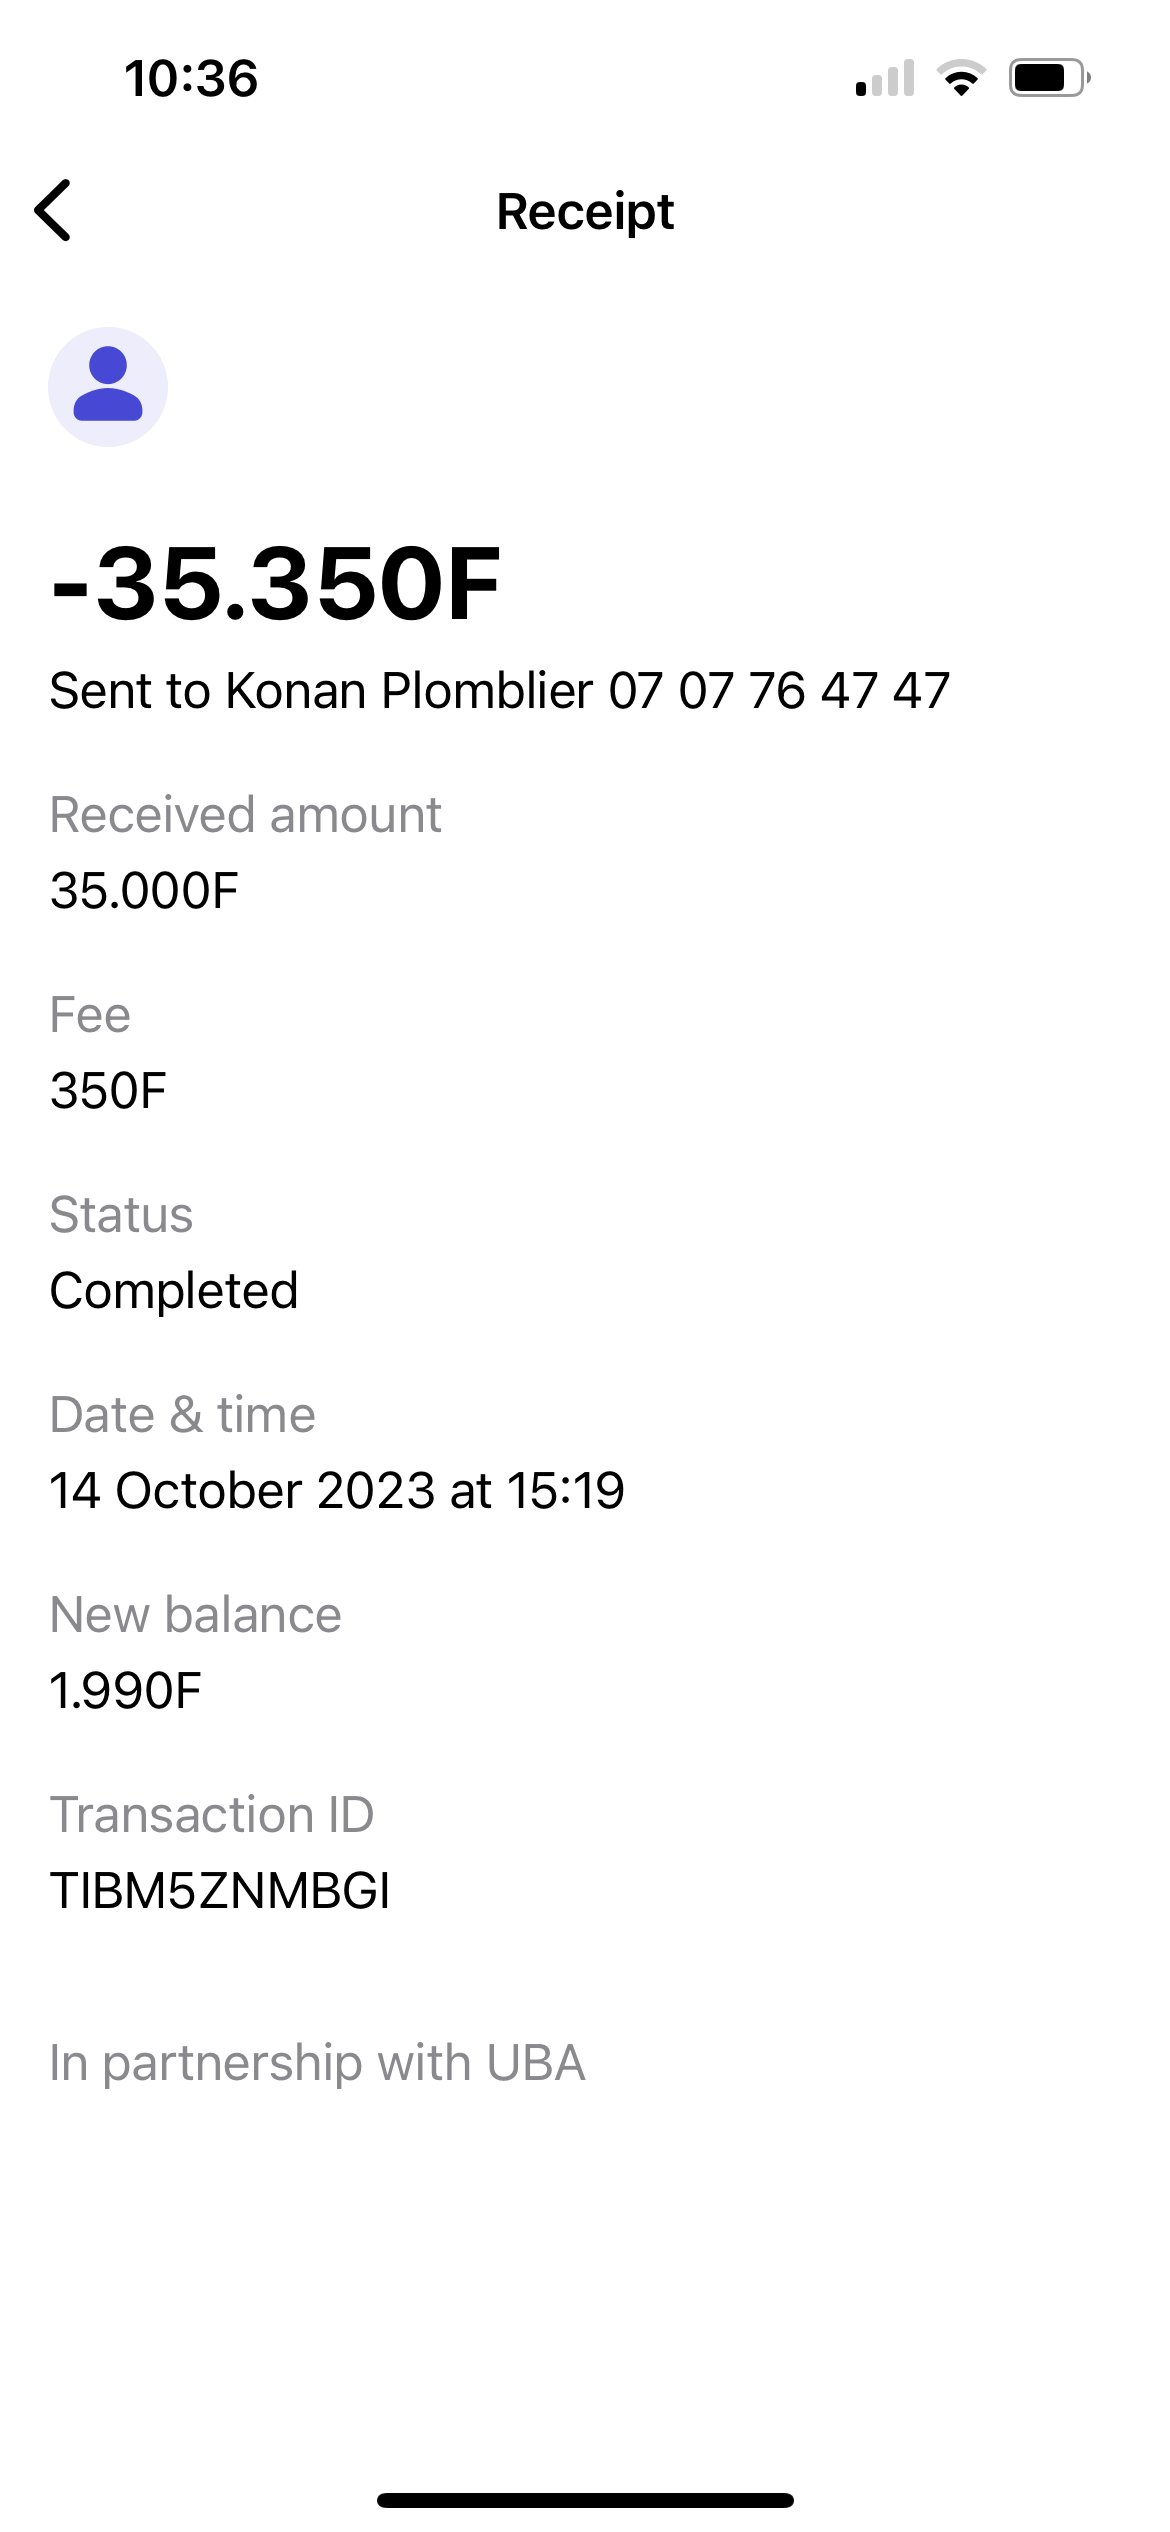 10:36
Receipt
-35.350F
Sent to Konan Plomblier 07 07 76 47 47
Received amount
35.000F
Fee
350F
Status
Completed
Date & time
14 October 2023 at 15:19
New balance
1.990F
Transaction ID
TIBM5ZNMBGI
In partnership with UBA